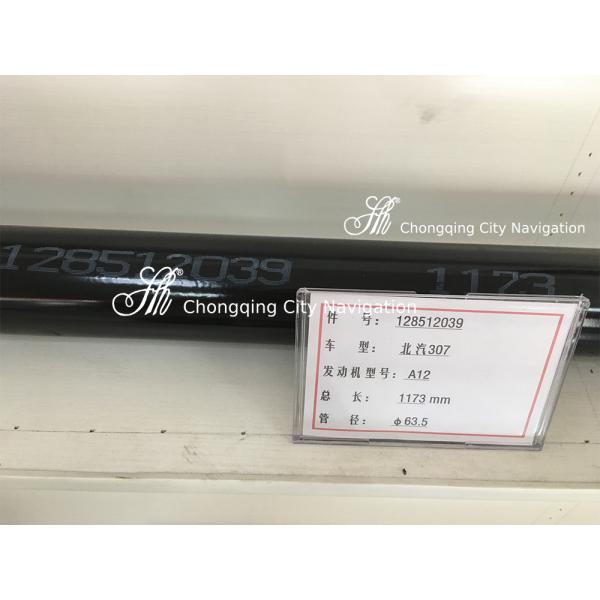 Chongqing City Navigation
128512039 1173
Chongqing City Navigation
件 号: 128512039
车 型: 北汽307
发动机型号: A12
总 长: 1173 mm
管 径: φ63.5